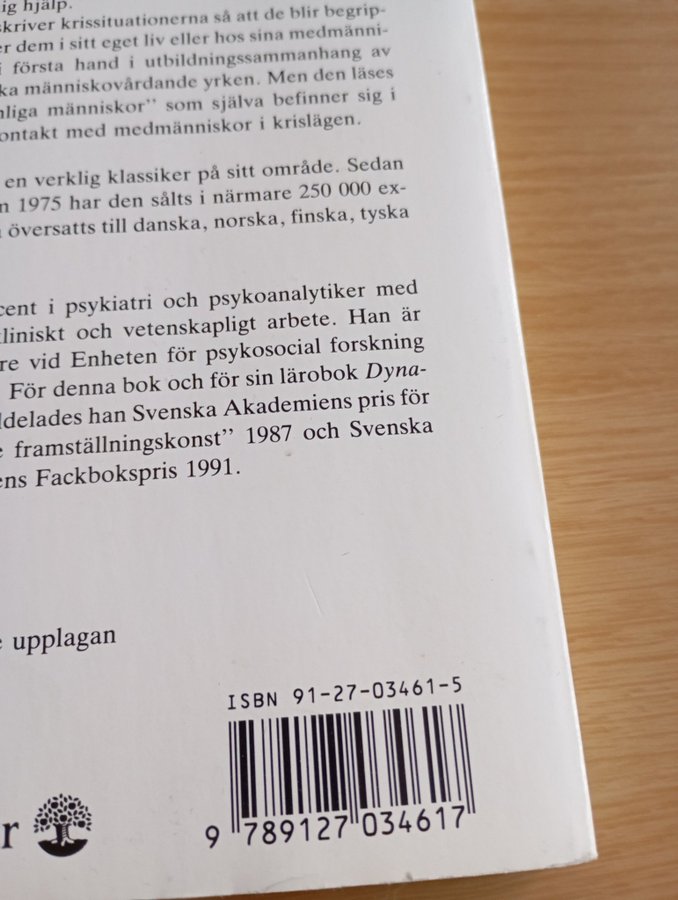 ig hjälp.
skriver krissituationerna så att de blir begrip-
er dem i sitt eget liv eller hos sina medmänni-
i första hand i utbildningssammanhang av
ka människovårdande yrken. Men den läses
nliga människor" som själva befinner sig i
ontakt med medmänniskor i krislägen.
en verklig klassiker på sitt område. Sedan
n 1975 har den sålts i närmare 250 000 ex-
översatts till danska, norska, finska, tyska
cent i psykiatri och psykoanalytiker med
kliniskt och vetenskapligt arbete. Han är
re vid Enheten för psykosocial forskning
För denna bok och för sin lärobok Dyna-
ldelades han Svenska Akademiens pris för
e framställningskonst" 1987 och Svenska
ens Fackbokspris 1991.
e upplagan
ISBN 91-27-03461-5
r
9 789127 034617